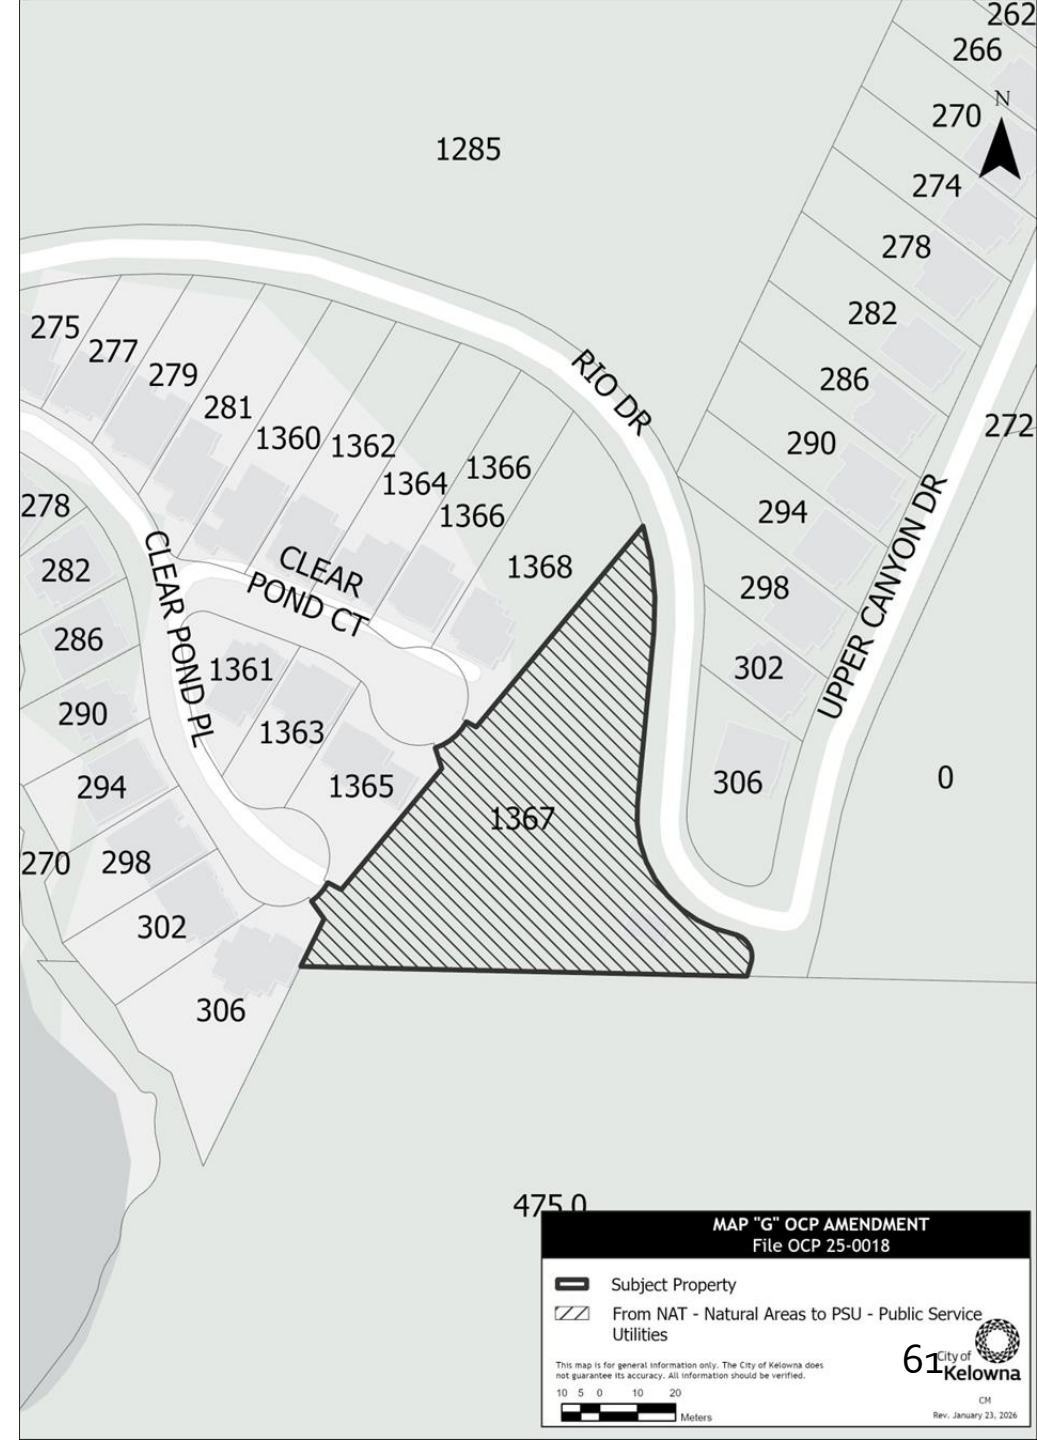 262
266
N
270
1285
274
278
282
275
277
279
281
1360
1362
1364
1366
1366
RIO DR
286
290
272
294
278
282
286
290
294
270
298
302
306
CLEAR POND PL
CLEAR
POND CT
1368
298
302
306
UPPER CANYON DR
0
1361
1363
1365
1367
475 0
MAP "G" OCP AMENDMENT
File OCP 25-0018
Subject Property
From NAT - Natural Areas to PSU - Public Service
Utilities
This map is for general information only. The City of Kelowna does
not guarantee its accuracy. All information should be verified.
10 5 0 10 20
Meters
61
City of
Kelowna
CM
Rev. January 23, 2026